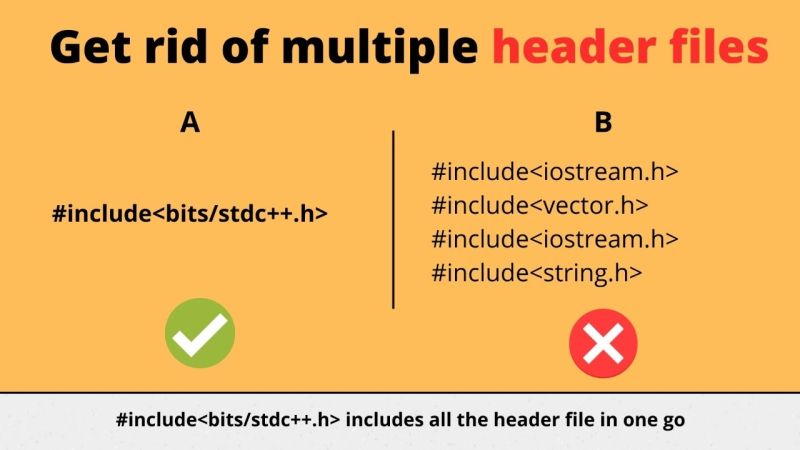 Get rid of multiple header files
A
#include<bits/stdc++.h>
B
#include<iostream.h>
#include<vector.h>
#include<iostream.h>
#include<string.h>
#include<bits/stdc++.h> includes all the header file in one go